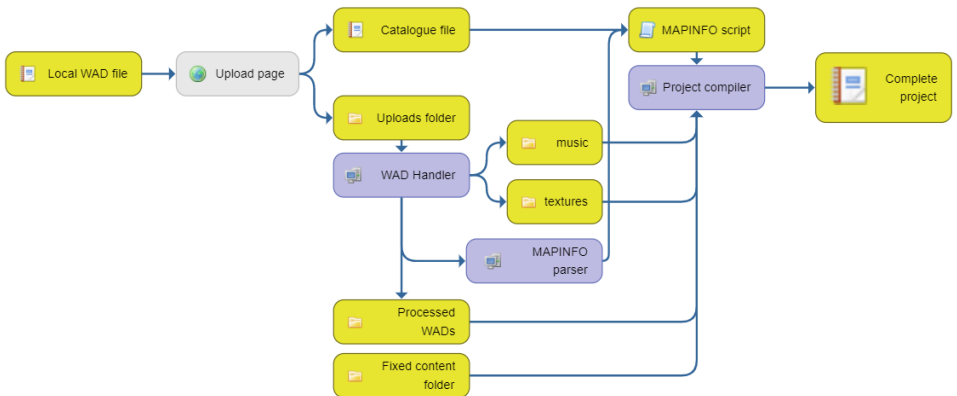 Catalogue file
MAPINFO script
Local WAD file
Upload page
Project compiler
Complete
project
Uploads folder
music
WAD Handler
textures
MAPINFO
parser
Processed
WADs
Fixed content
folder